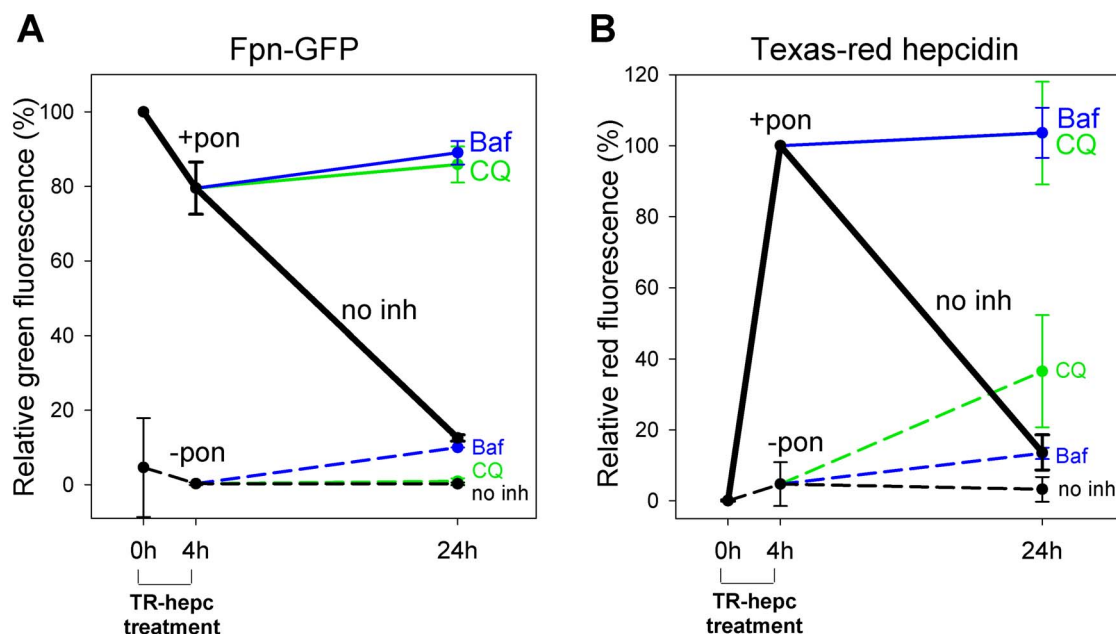 A
Fpn-GFP
Relative green fluorescence (%)
100
80
60
40
20
0
+pon
Baf
CQ
no inh
-pon
Baf
CQ
no inh
0h 4h 24h
TR-hepc
treatment
B
Texas-red hepcidin
Relative red fluorescence (%)
120
100
80
60
40
20
0
+pon
Baf
CQ
no inh
CQ
-pon
Baf
no inh
0h 4h 24h
TR-hepc
treatment